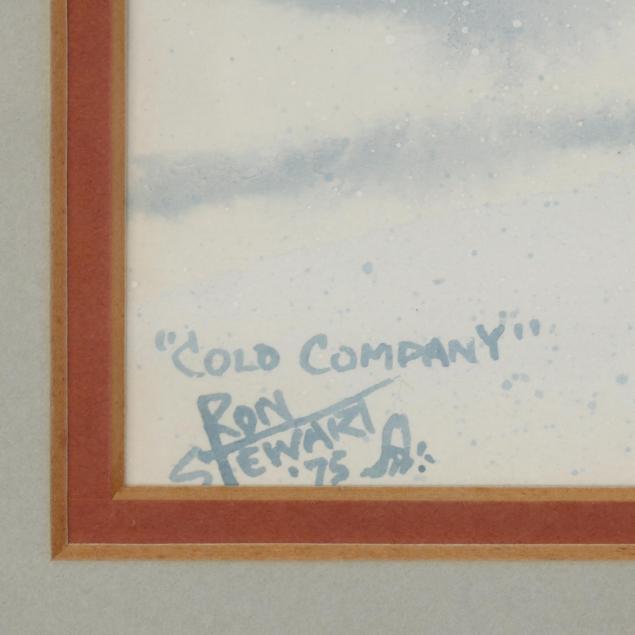 "COLD COMPANY"
RON
STEWART
'75